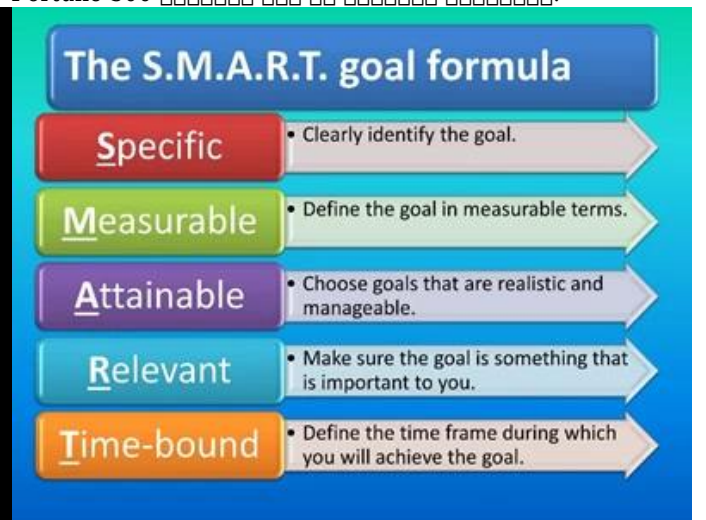 The S.M.A.R.T. goal formula
Specific
• Clearly identify the goal.
Measurable
• Define the goal in measurable terms.
Attainable
• Choose goals that are realistic and
manageable.
Relevant
• Make sure the goal is something that
is important to you.
Time-bound
• Define the time frame during which
you will achieve the goal.